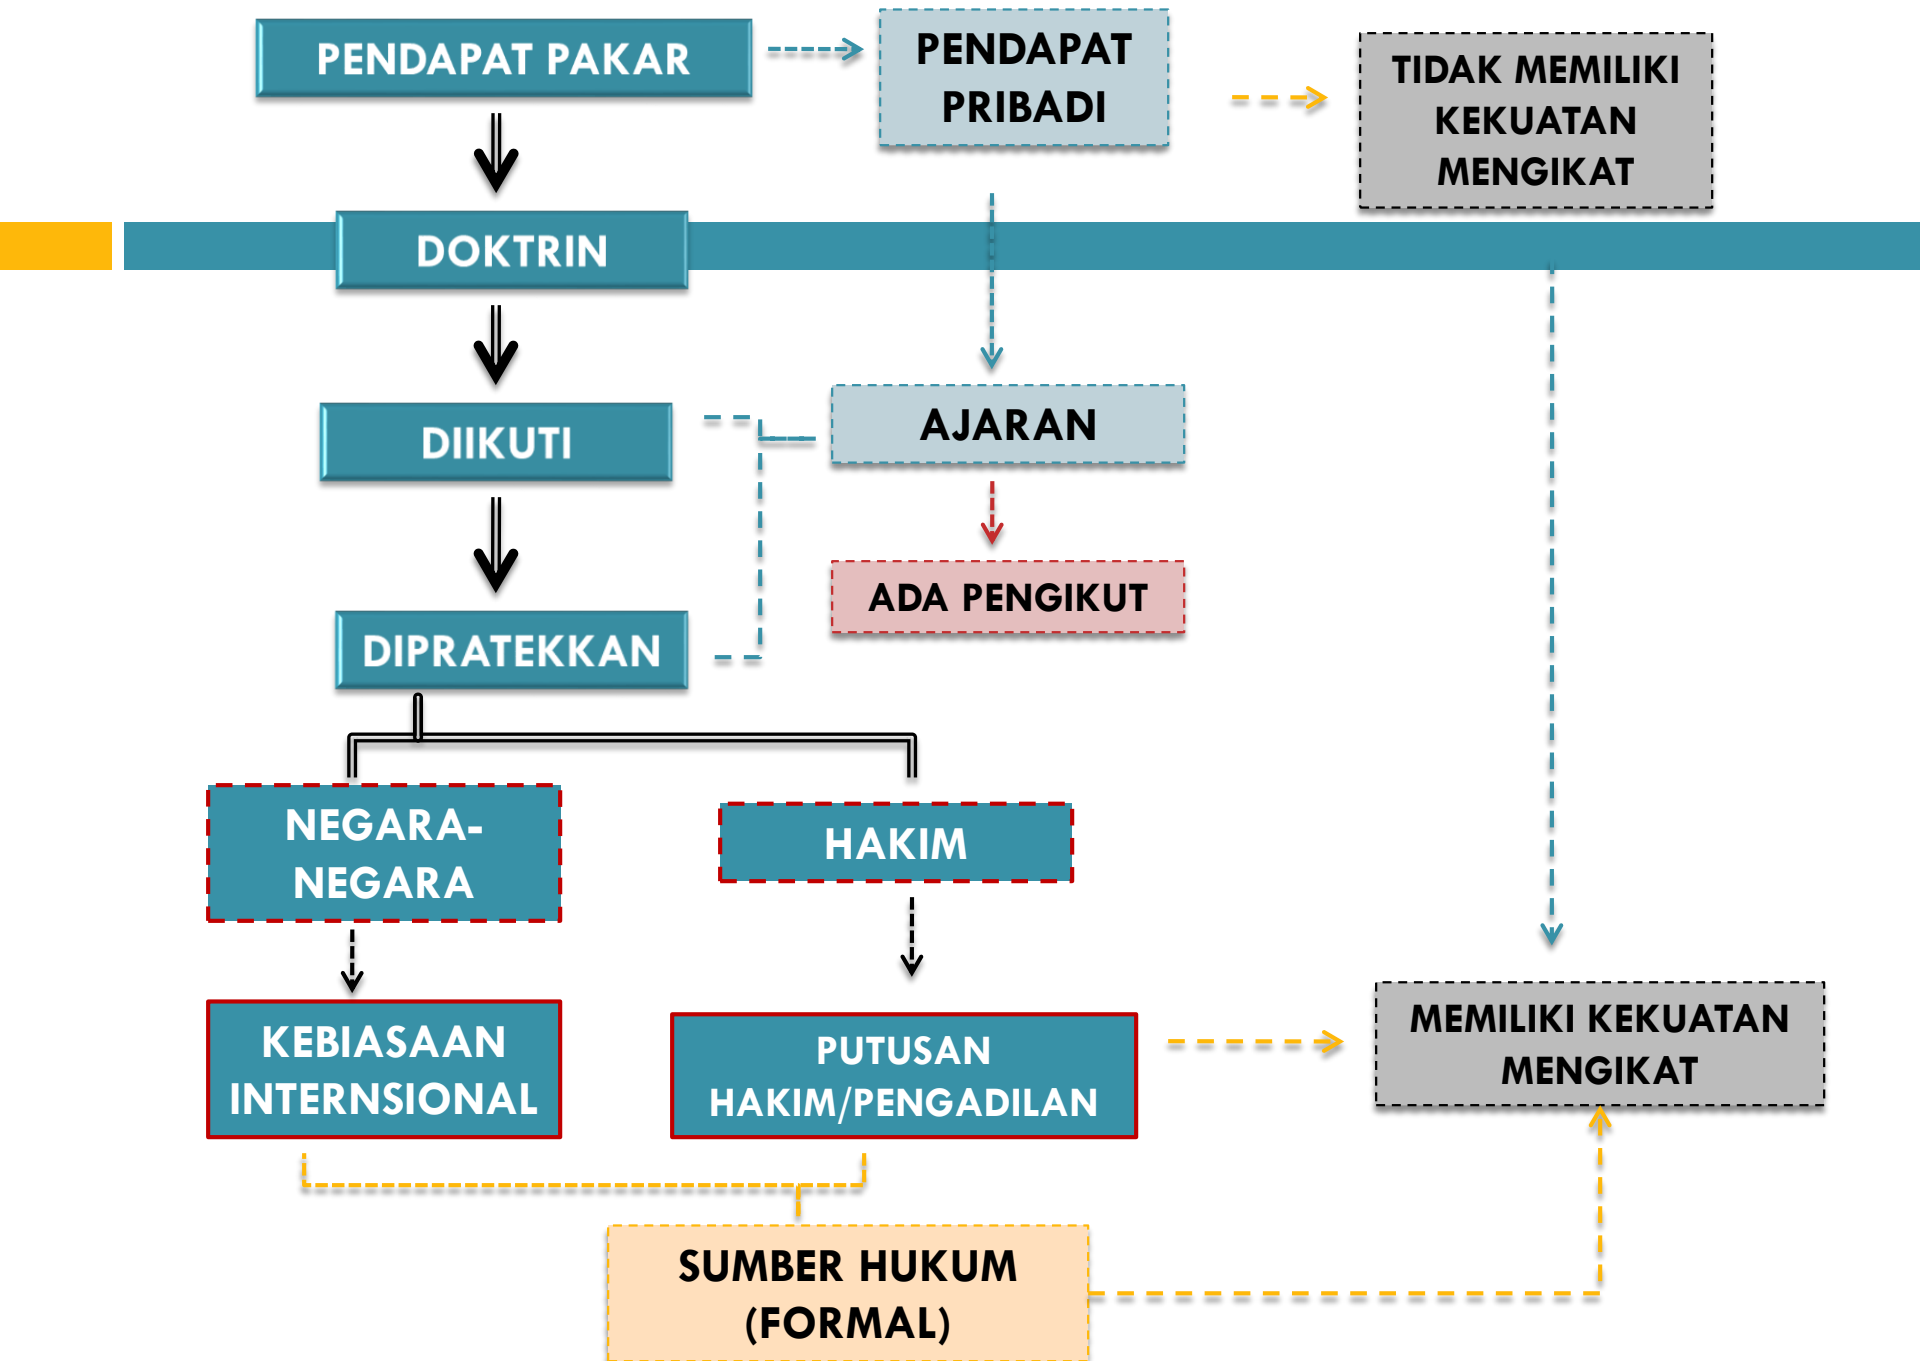 PENDAPAT PAKAR
PENDAPAT
PRIBADI
TIDAK MEMILIKI
KEKUATAN
MENGIKAT
DOKTRIN
DIIKUTI
AJARAN
ADA PENGIKUT
DIPRATEKKAN
NEGARA-
NEGARA
HAKIM
KEBIASAAN
INTERNSIONAL
PUTUSAN
HAKIM/PENGADILAN
MEMILIKI KEKUATAN
MENGIKAT
SUMBER HUKUM
(FORMAL)